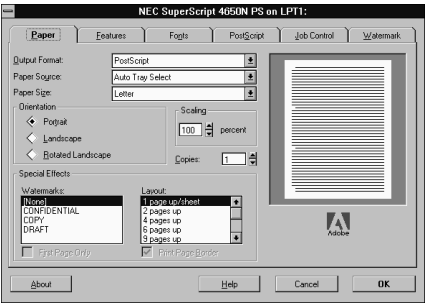 NEC SuperScript 4650N PS on LPT1:
Paper Features Fonts PostScript Job Control Watermark
Output Format: PostScript
Paper Source: Auto Tray Select
Paper Size: Letter
Orientation
Portrait
Landscape
Rotated Landscape
Scaling
100 percent
Copies: 1
Special Effects
Watermarks:
[None]
CONFIDENTIAL
COPY
DRAFT
First Page Only
Layout:
1 page up/sheet
2 pages up
4 pages up
6 pages up
9 pages up
Print Page Border
Adobe
About Help Cancel OK